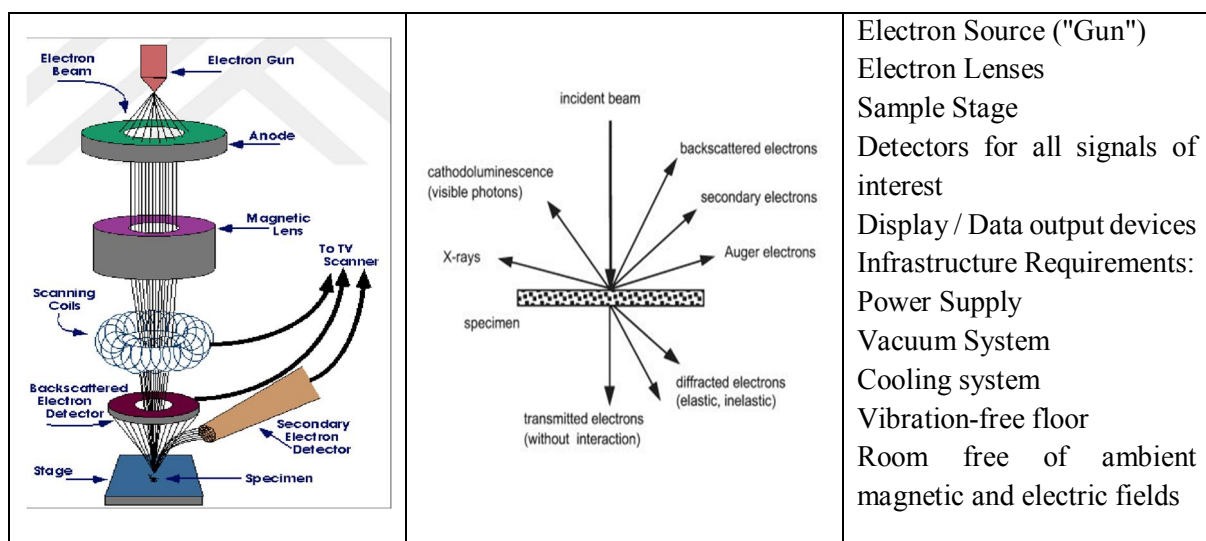 Electron
Beam
Electron Gun
Anode
Magnetic
Lens
To TV
Scanner
Scanning
Coils
Backscattered
Electron
Detector
Secondary
Electron
Detector
Stage
Specimen
incident beam
backscattered electrons
cathodoluminescence
(visible photons)
secondary electrons
X-rays
Auger electrons
specimen
diffracted electrons
(elastic, inelastic)
transmitted electrons
(without interaction)
Electron Source ("Gun")
Electron Lenses
Sample Stage
Detectors for all signals of
interest
Display / Data output devices
Infrastructure Requirements:
Power Supply
Vacuum System
Cooling system
Vibration-free floor
Room free of ambient
magnetic and electric fields